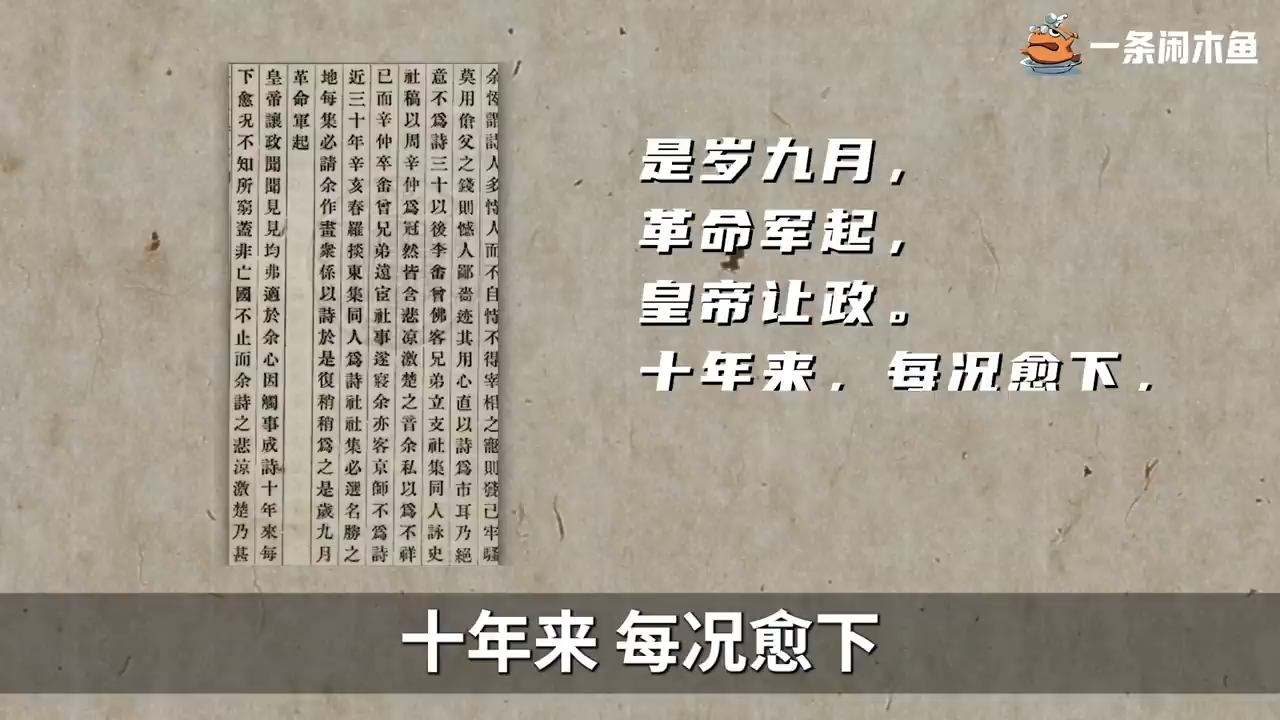 一条闹木鱼
余恆謂詩人多恃人而不自恃不得宰相之寵則發己牢騷
莫用傖父之錢則憾人鄙嗇迹其用心直以詩爲市耳乃絕
意不爲詩三十以後李畬曾佛客兄弟立支社集同人詠史
社稿以周辛仲爲冠然皆含悲凉激楚之音余私以爲不祥
已而辛仲卒畬曾兄弟遠宦社事遂寢余亦客京師不爲詩
近三十年辛亥春羅掞東集同人爲詩社社集必選名勝之
地每集必請余作畫衆係以詩於是復稍稍爲之是歲九月
革命軍起
皇帝讓政聞聞見見均弗適於余心因觸事成詩十年來每
下愈况不知所窮蓋非亡國不止而余詩之悲凉激楚乃甚
是岁九月，
革命军起，
皇帝让政。
十年来，每况愈下，
十年来 每况愈下